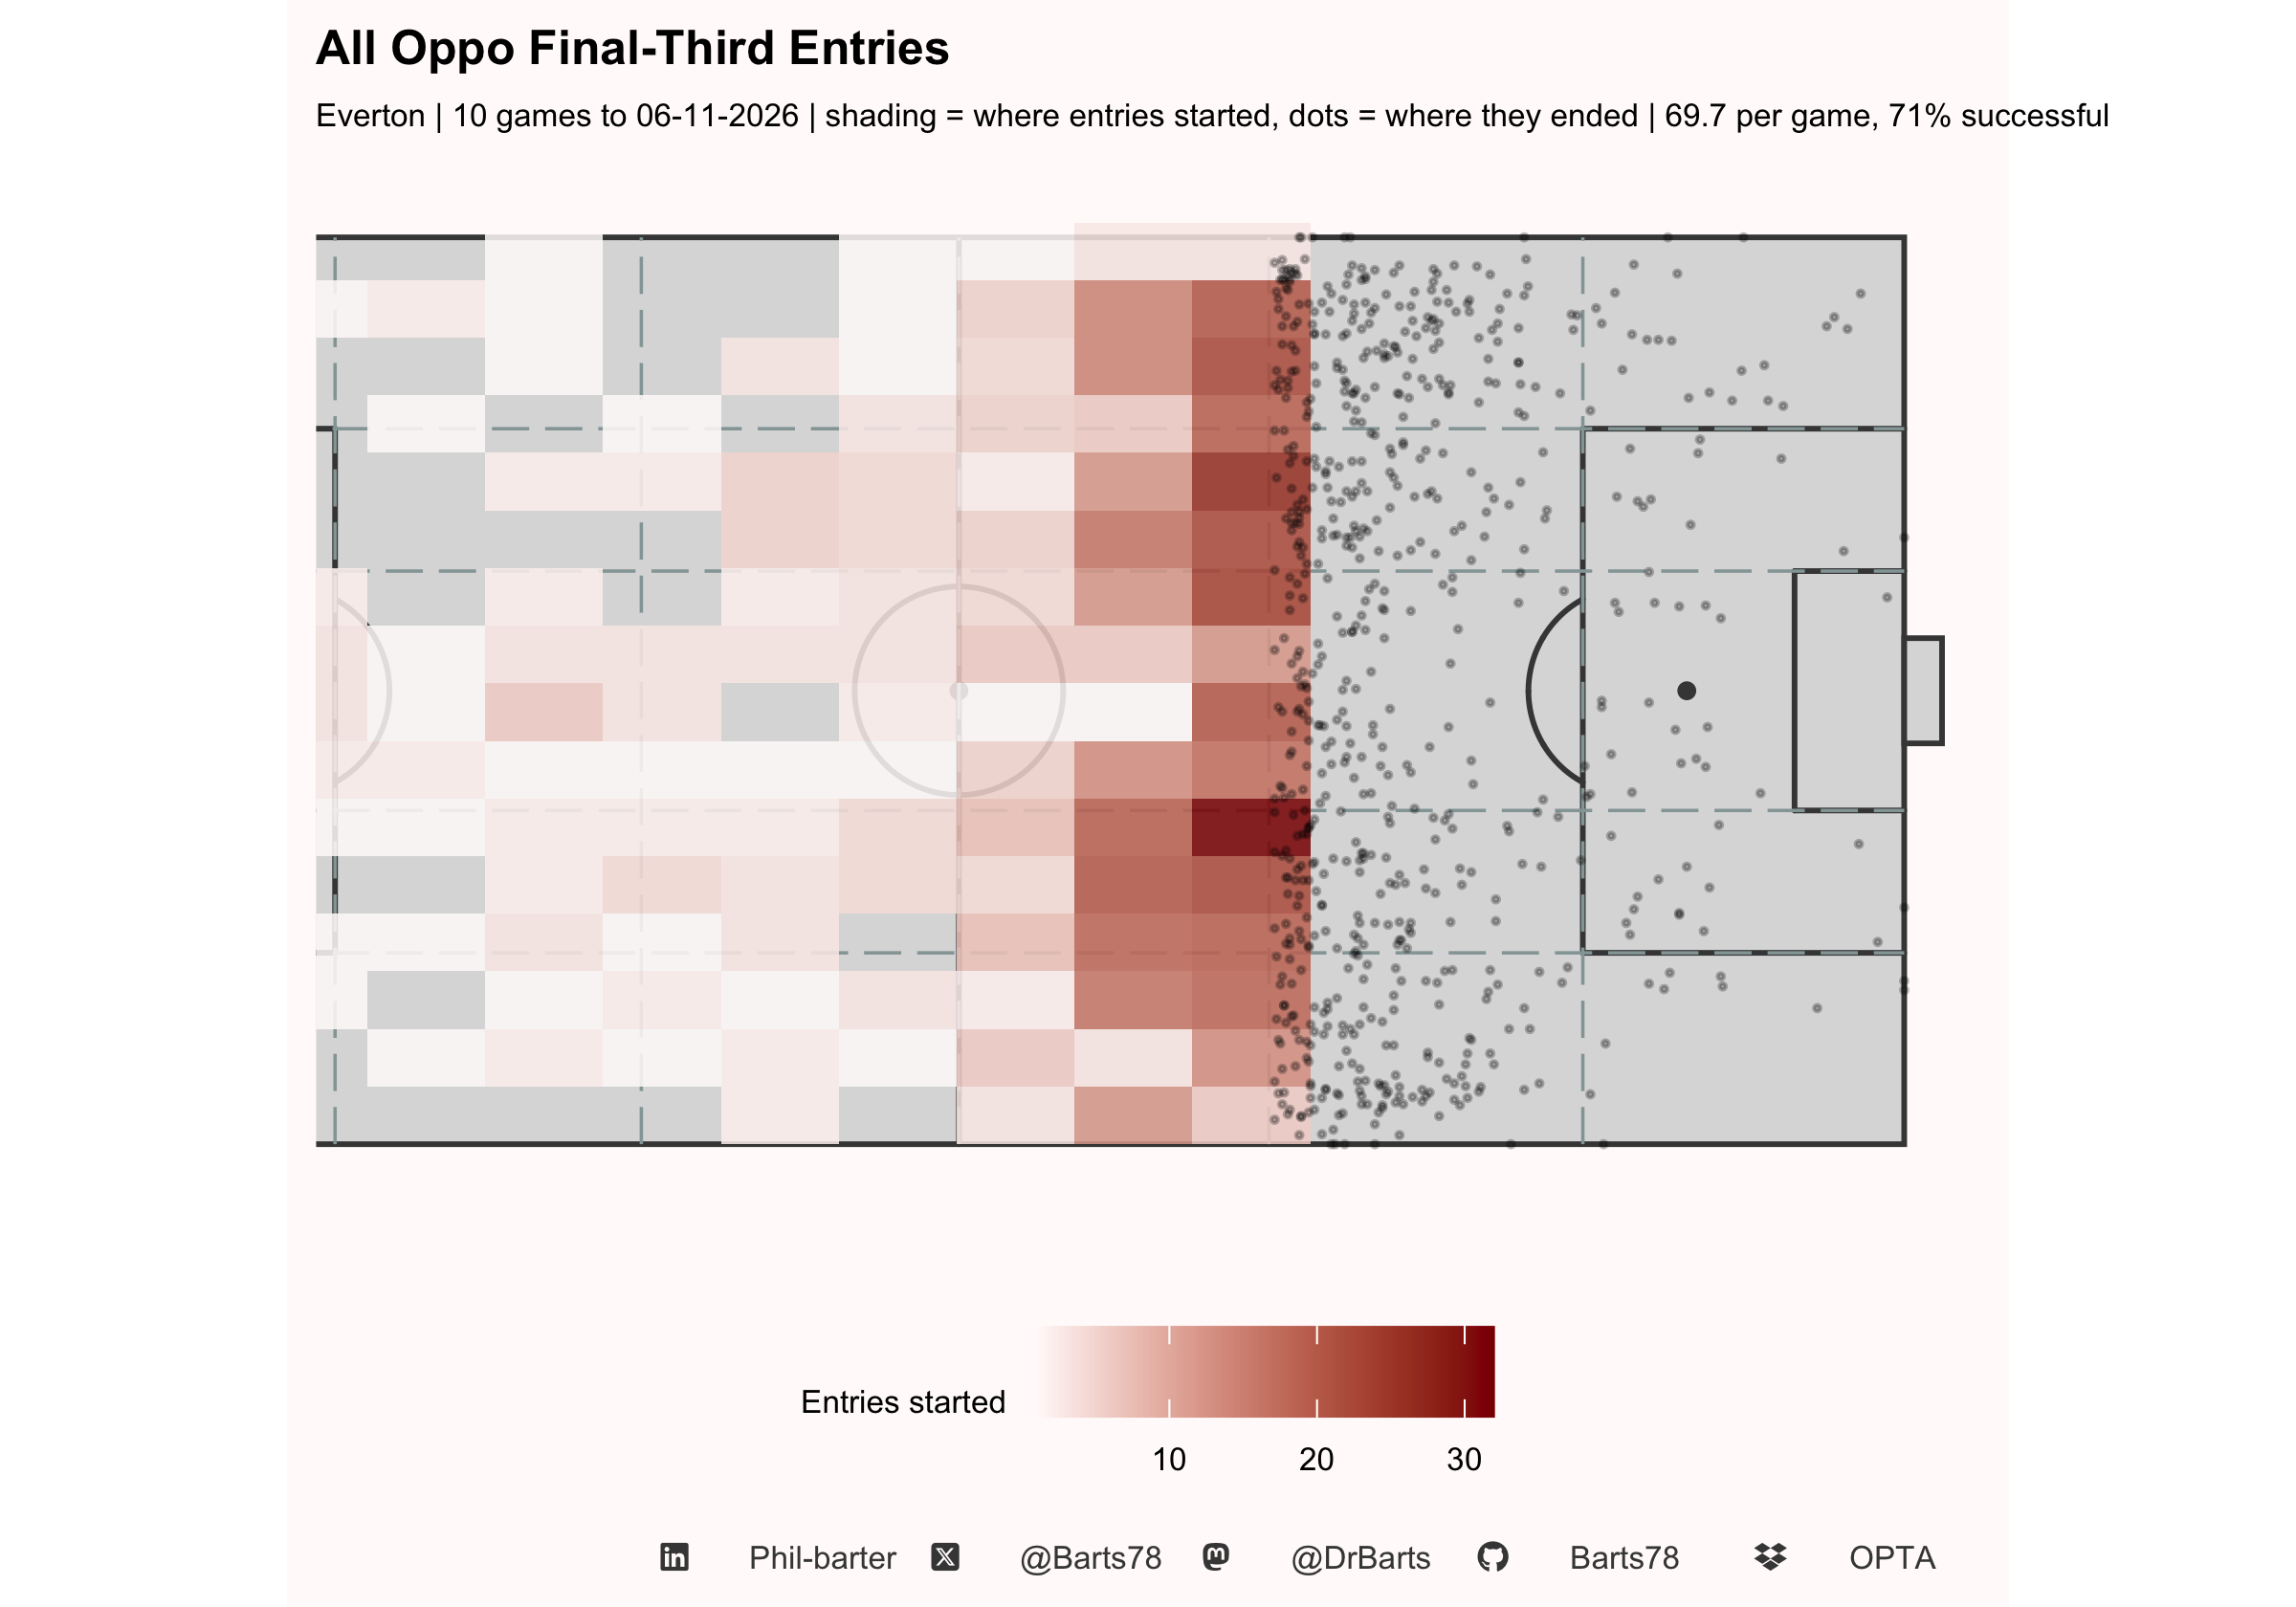 All Oppo Final-Third Entries
Everton | 10 games to 06-11-2026 | shading = where entries started, dots = where they ended | 69.7 per game, 71% successful
Entries started
10 20 30
Phil-barter @Barts78 @DrBarts Barts78 OPTA